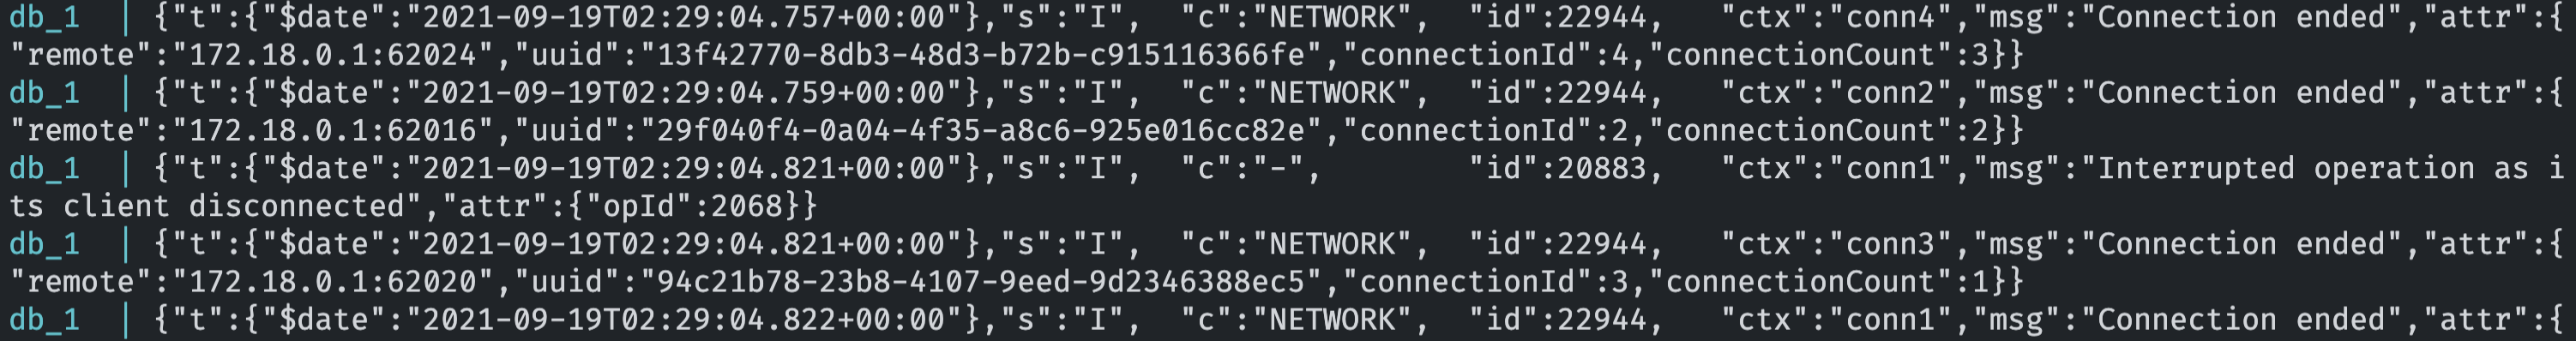 db_1  | {"t":{"$date":"2021-09-19T02:29:04.757+00:00"},"s":"I",  "c":"NETWORK",  "id":22944,   "ctx":"conn4","msg":"Connection ended","attr":{
"remote":"172.18.0.1:62024","uuid":"13f42770-8db3-48d3-b72b-c915116366fe","connectionId":4,"connectionCount":3}}
db_1  | {"t":{"$date":"2021-09-19T02:29:04.759+00:00"},"s":"I",  "c":"NETWORK",  "id":22944,   "ctx":"conn2","msg":"Connection ended","attr":{
"remote":"172.18.0.1:62016","uuid":"29f040f4-0a04-4f35-a8c6-925e016cc82e","connectionId":2,"connectionCount":2}}
db_1  | {"t":{"$date":"2021-09-19T02:29:04.821+00:00"},"s":"I",  "c":"-",        "id":20883,   "ctx":"conn1","msg":"Interrupted operation as i
ts client disconnected","attr":{"opId":2068}}
db_1  | {"t":{"$date":"2021-09-19T02:29:04.821+00:00"},"s":"I",  "c":"NETWORK",  "id":22944,   "ctx":"conn3","msg":"Connection ended","attr":{
"remote":"172.18.0.1:62020","uuid":"94c21b78-23b8-4107-9eed-9d2346388ec5","connectionId":3,"connectionCount":1}}
db_1  | {"t":{"$date":"2021-09-19T02:29:04.822+00:00"},"s":"I",  "c":"NETWORK",  "id":22944,   "ctx":"conn1","msg":"Connection ended","attr":{